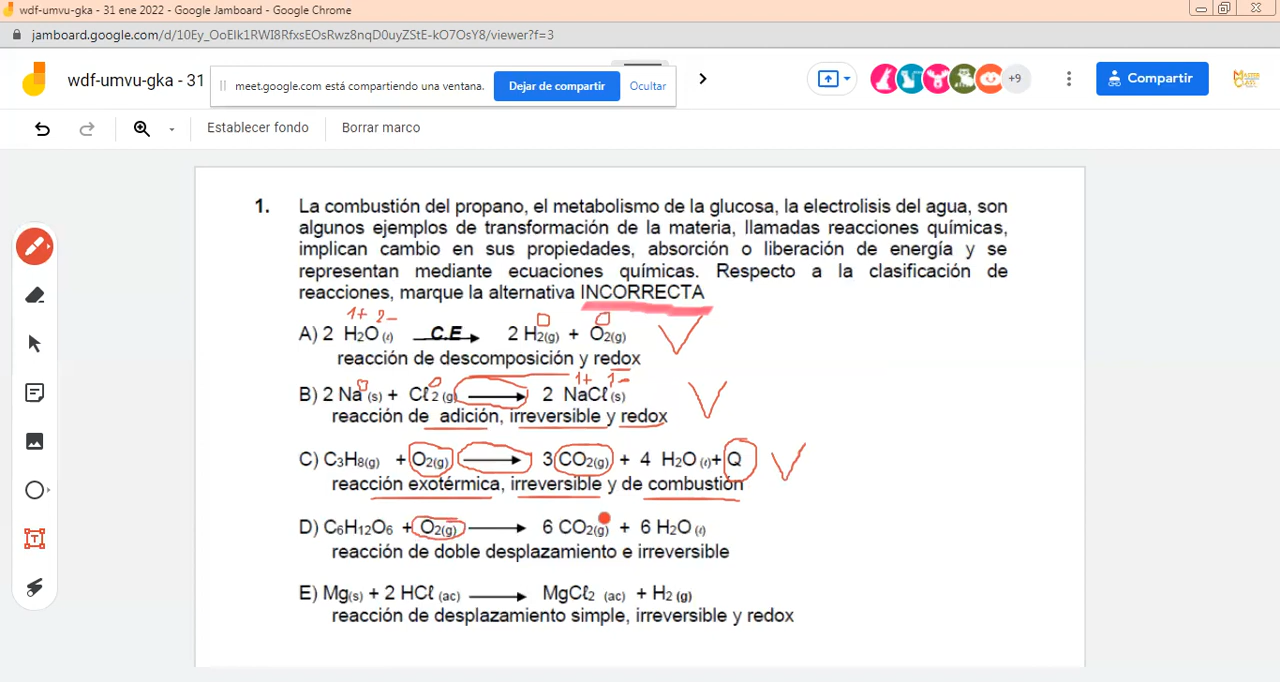 wdf-umvu-gka - 31 ene 2022 - Google Jamboard - Google Chrome
jamboard.google.com/d/10Ey_OoElk1RWI8RfxsEOsRwz8nqD0uyZStE-kO7OsY8/viewer?f=3
wdf-umvu-gka - 31
google.com está compartiendo una ventana. Dejar de compartir Ocultar
+9
Compartir
MASTER CLASS
Establecer fondo Borrar marco
1. La combustión del propano, el metabolismo de la glucosa, la electrolisis del agua, son
algunos ejemplos de transformación de la materia, llamadas reacciones químicas,
implican cambio en sus propiedades, absorción o liberación de energía y se
representan mediante ecuaciones químicas. Respecto a la clasificación de
reacciones, marque la alternativa INCORRECTA
1+ 2- 0 0
A) 2 H2O (ℓ) C.E → 2 H2(g) + O2(g) V
reacción de descomposición y redox
0 0 1+ 1-
B) 2 Na (s) + Cℓ2 (g) → 2 NaCℓ (s) V
reacción de adición, irreversible y redox
C) C3H8(g) + O2(g) → 3 CO2(g) + 4 H2O (ℓ)+ Q V
reacción exotérmica, irreversible y de combustión
D) C6H12O6 + O2(g) → 6 CO2(g) + 6 H2O (ℓ)
reacción de doble desplazamiento e irreversible
E) Mg(s) + 2 HCℓ (ac) → MgCℓ2 (ac) + H2 (g)
reacción de desplazamiento simple, irreversible y redox